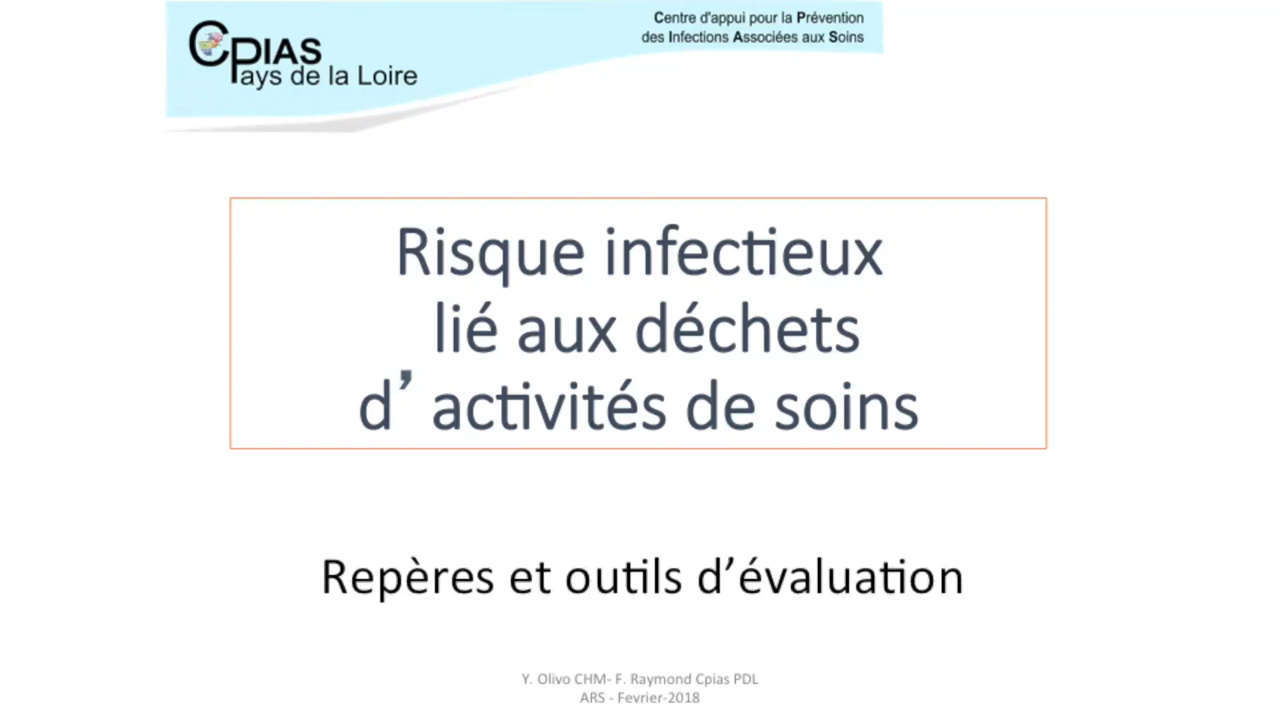 CPIAS
Pays de la Loire
Centre d'appui pour la Prévention
des Infections Associées aux Soins
Risque infectieux
lié aux déchets
d’ activités de soins
Repères et outils d’évaluation
Y. Olivo CHM- F. Raymond Cpias PDL
ARS - Fevrier-2018